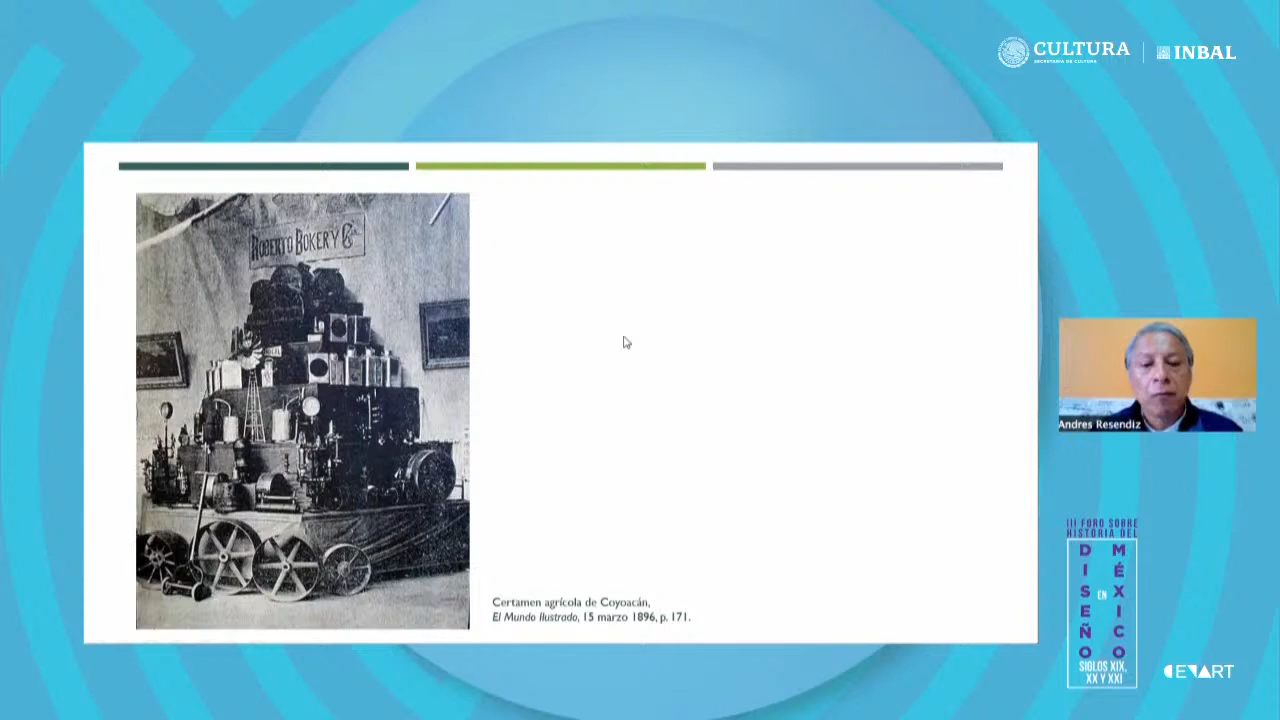 CULTURA
SECRETARÍA DE CULTURA
INBAL
ROBERTO BOKER Y Cia.
Certamen agrícola de Coyoacán,
El Mundo Ilustrado, 15 marzo 1896, p. 171.
Andres Resendiz
III FORO SOBRE
HISTORIA DEL
DISEÑO
EN
MÉXICO
SIGLOS XIX,
XX Y XXI
CENART